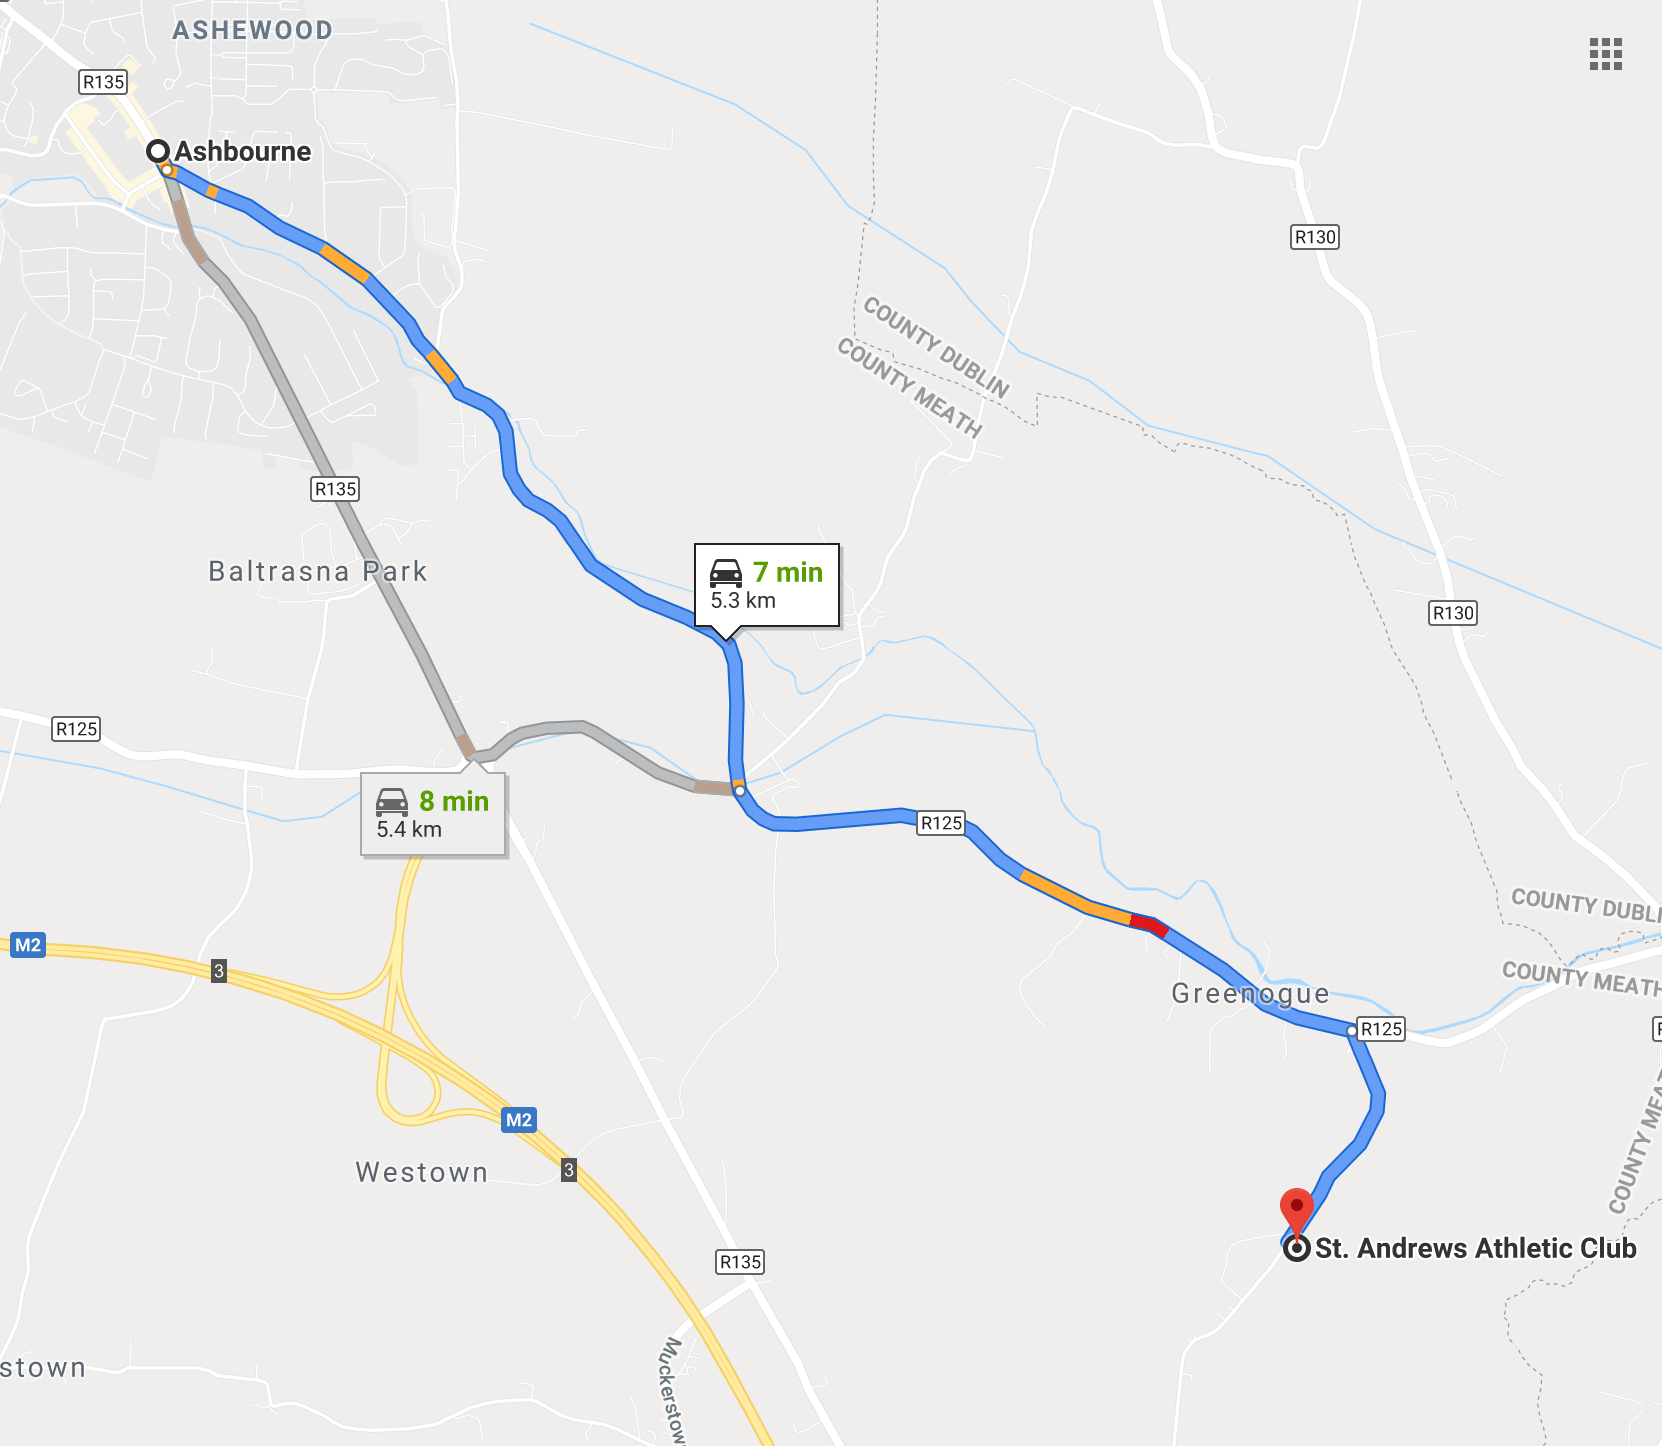 ASHEWOOD
R135
Ashbourne
R130
COUNTY DUBLIN
COUNTY MEATH
R135
Baltrasna Park
7 min
5.3 km
R130
R125
8 min
5.4 km
R125
COUNTY DUBLI
M2
3
COUNTY MEATH
Greenogue
R125
COUNTY MEA
M2
Westown
3
St. Andrews Athletic Club
R135
Muckerstow
stown